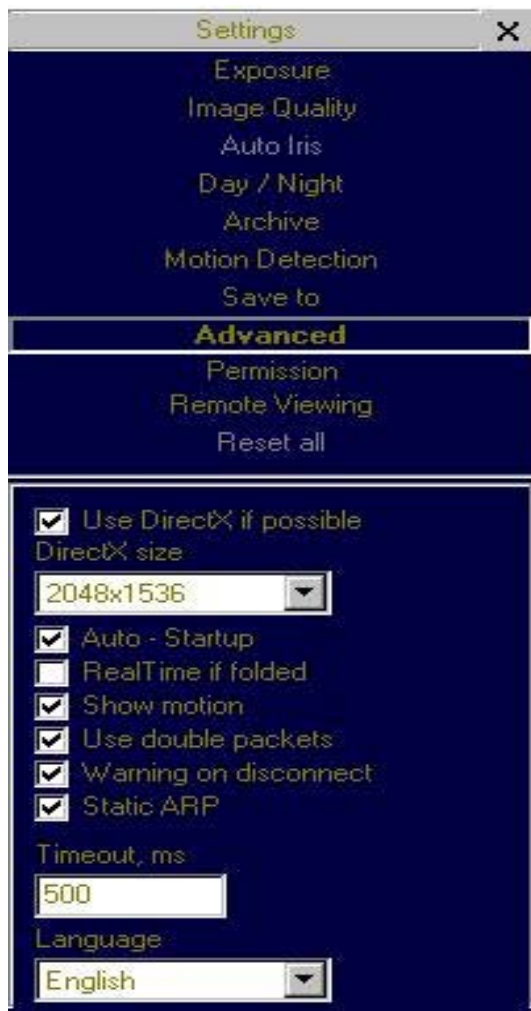 Settings
Exposure
Image Quality
Auto Iris
Day / Night
Archive
Motion Detection
Save to
Advanced
Permission
Remote Viewing
Reset all
Use DirectX if possible
DirectX size
2048x1536
Auto - Startup
RealTime if folded
Show motion
Use double packets
Warning on disconnect
Static ARP
Timeout, ms
500
Language
English